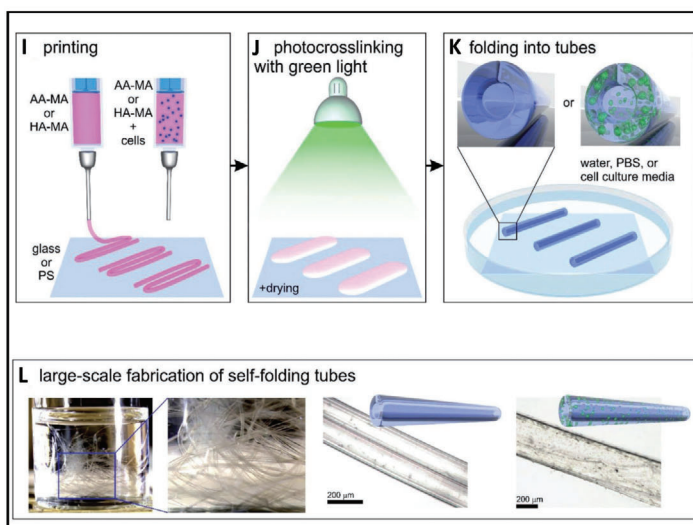 I printing
AA-MA
or
HA-MA
AA-MA
or
HA-MA
+
cells
glass
or
PS
J photocrosslinking
with green light
+drying
K folding into tubes
or
water, PBS, or
cell culture media
L large-scale fabrication of self-folding tubes
200 μm
200 μm